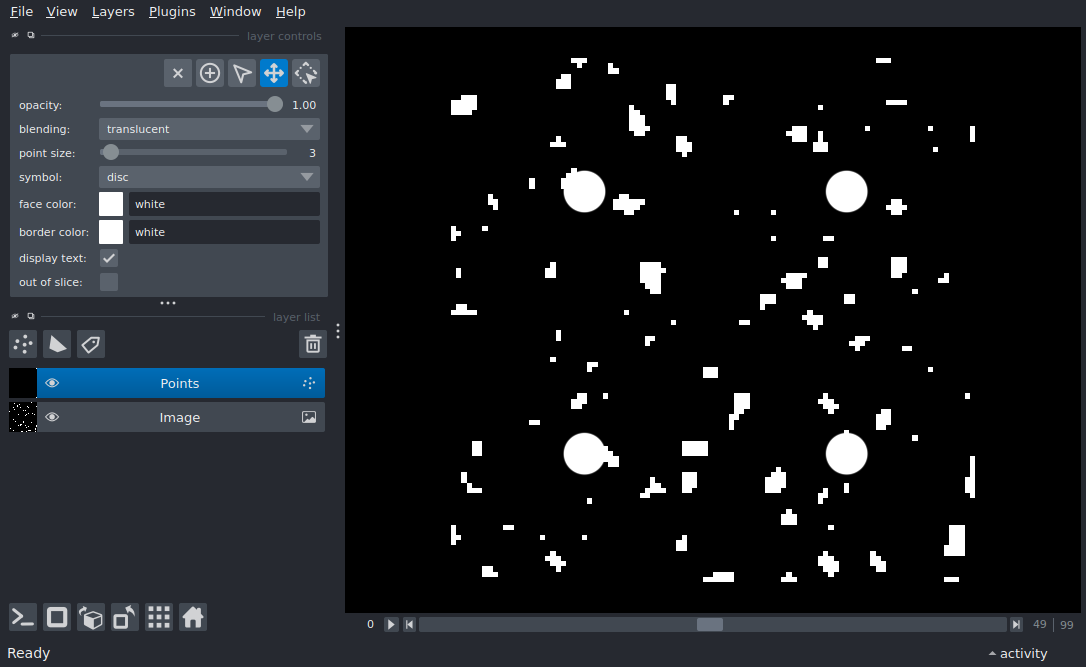 File View Layers Plugins Window Help
layer controls
opacity: 1.00
blending: translucent
point size: 3
symbol: disc
face color: white
border color: white
display text:
out of slice:
layer list
Points
Image
0 49 99
Ready activity